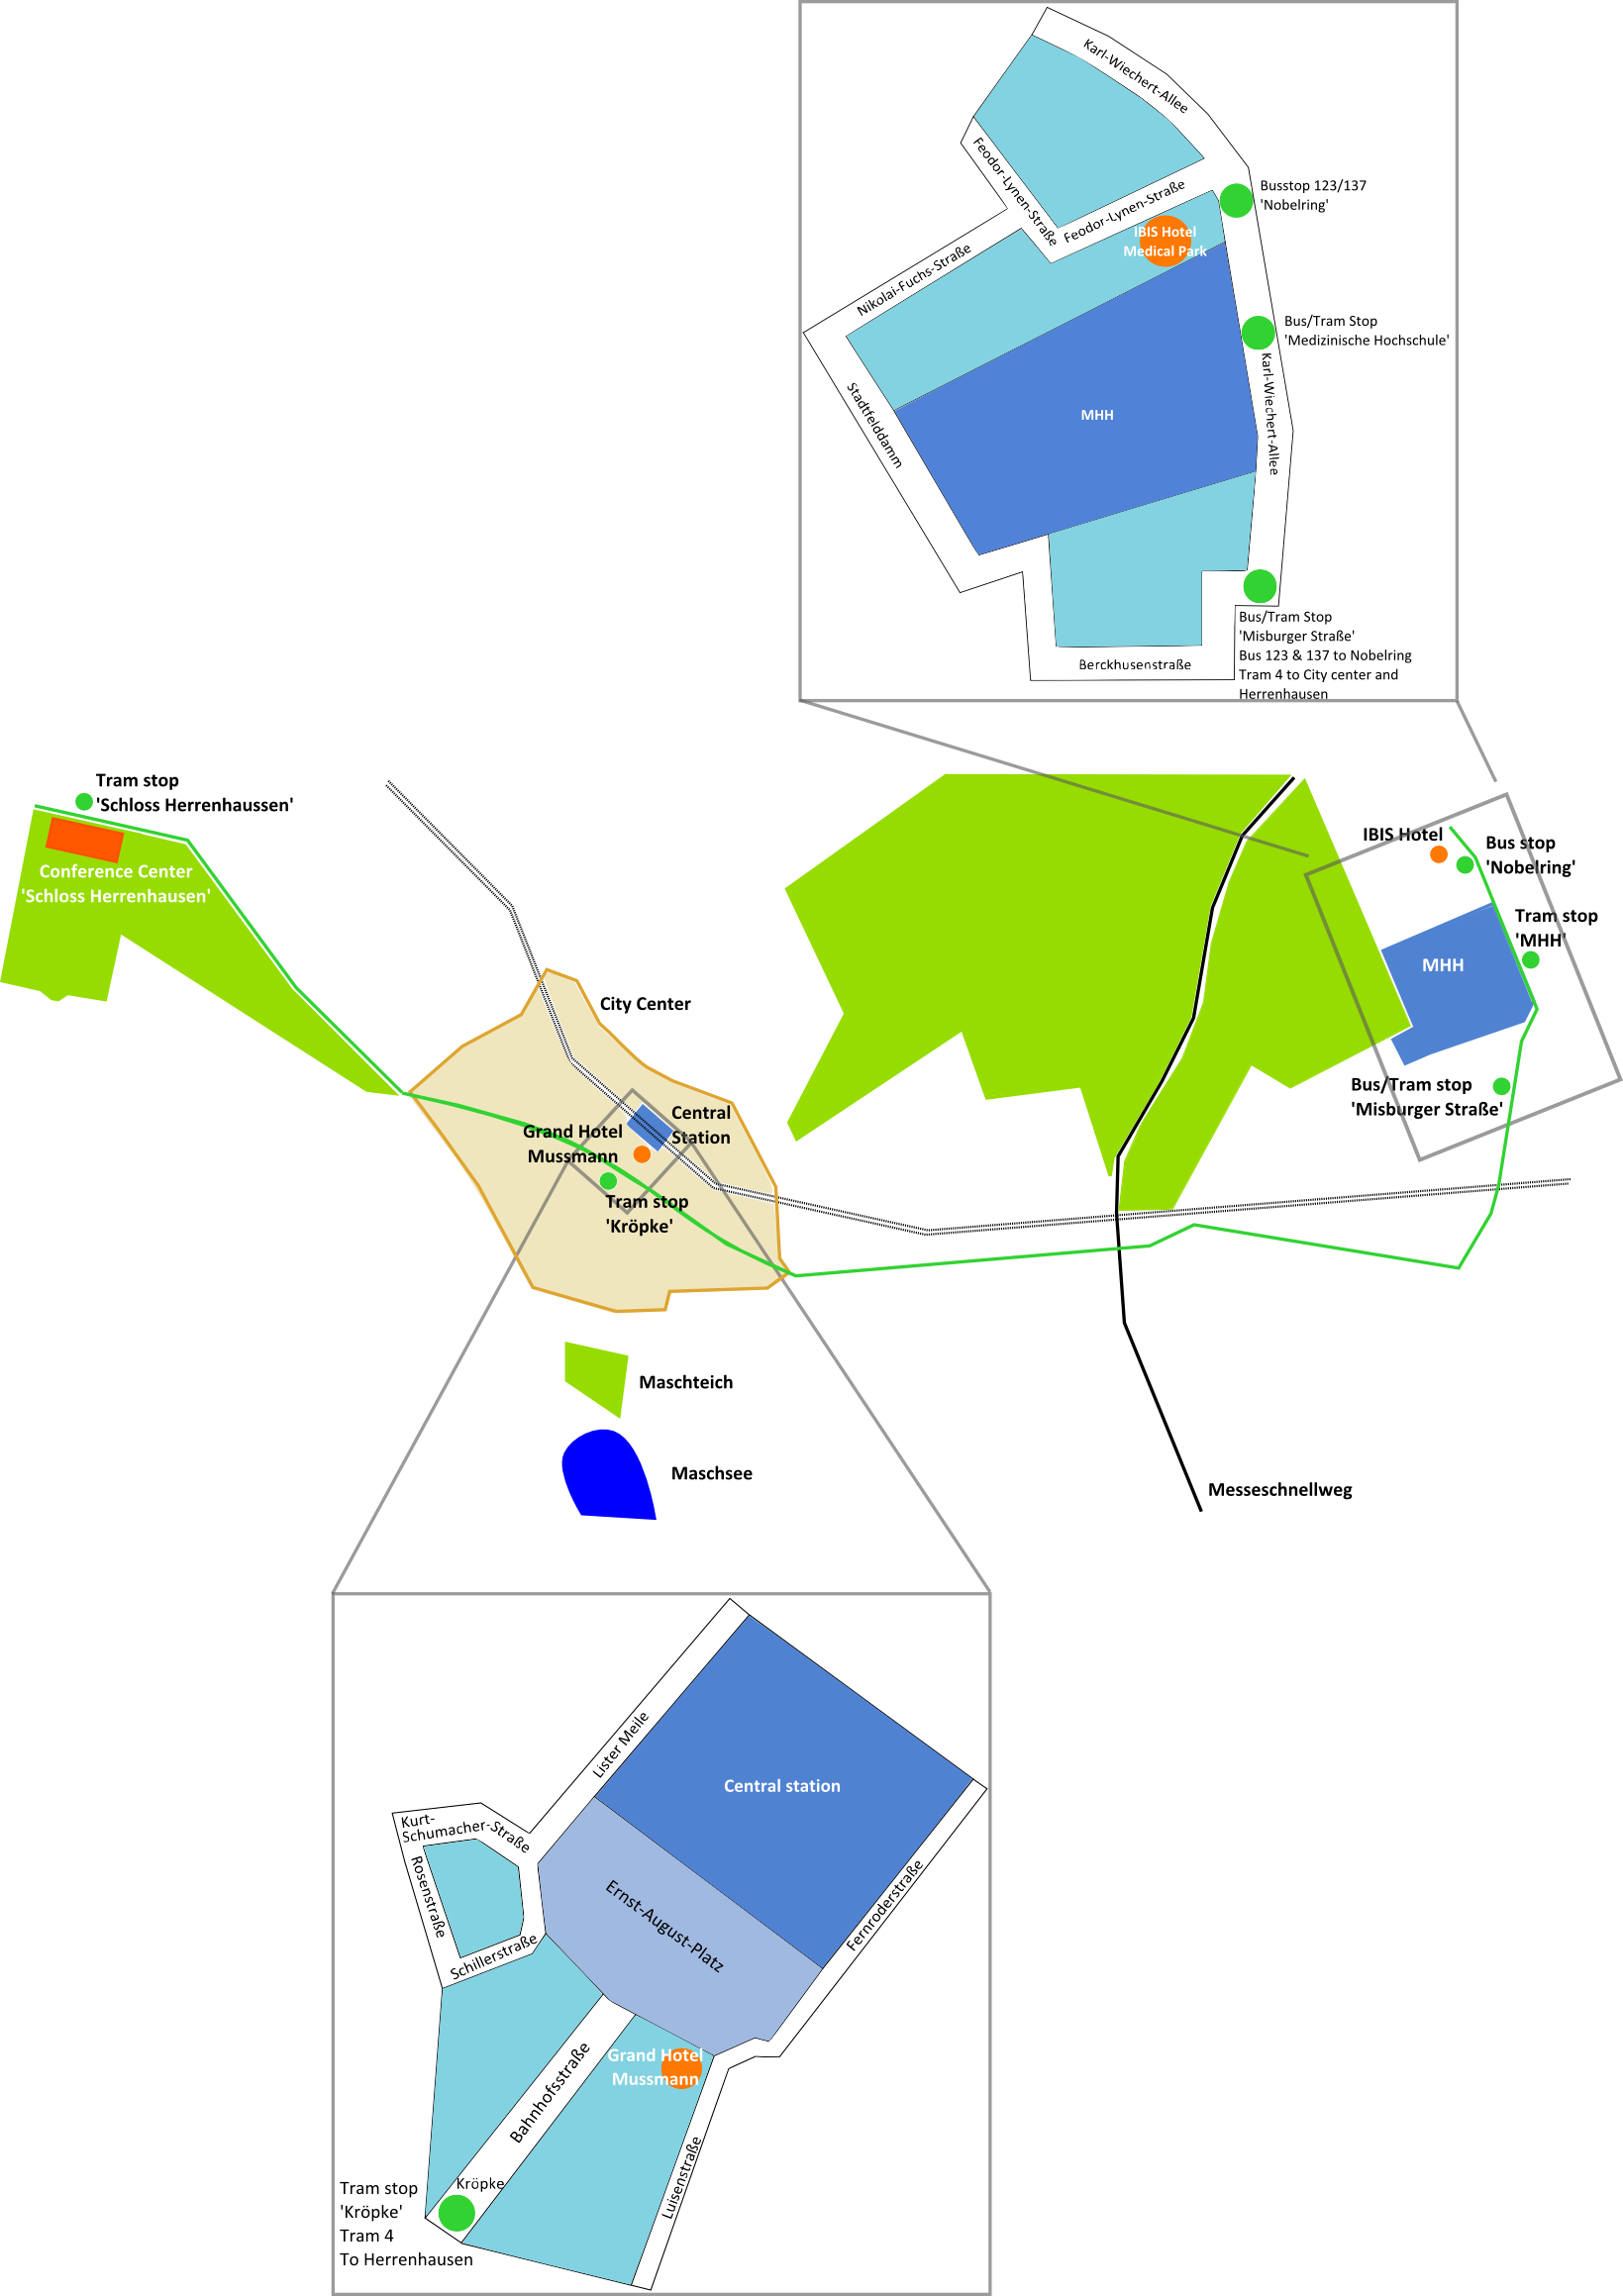 Karl-Wiechert-Allee
Feodor-Lynen-Straße
Feodor-Lynen-Straße
Busstop 123/137
'Nobelring'
IBIS Hotel
Medical Park
Nikolai-Fuchs-Straße
Bus/Tram Stop
'Medizinische Hochschule'
Karl-Wiechert-Allee
Stadtfelddamm
MHH
Bus/Tram Stop
'Misburger Straße'
Bus 123 & 137 to Nobelring
Tram 4 to City center and
Herrenhausen
Berckhusenstraße
Tram stop
'Schloss Herrenhaussen'
Conference Center
'Schloss Herrenhausen'
IBIS Hotel
Bus stop
'Nobelring'
Tram stop
'MHH'
MHH
City Center
Bus/Tram stop
'Misburger Straße'
Central
Station
Grand Hotel
Mussmann
Tram stop
'Kröpke'
Maschteich
Maschsee
Messeschnellweg
Lister Meile
Central station
Kurt-
Schumacher-Straße
Rosenstraße
Ernst-August-Platz
Fernroderstraße
Schillerstraße
Grand Hotel
Mussmann
Bahnhofsstraße
Luisenstraße
Kröpke
Tram stop
'Kröpke'
Tram 4
To Herrenhausen